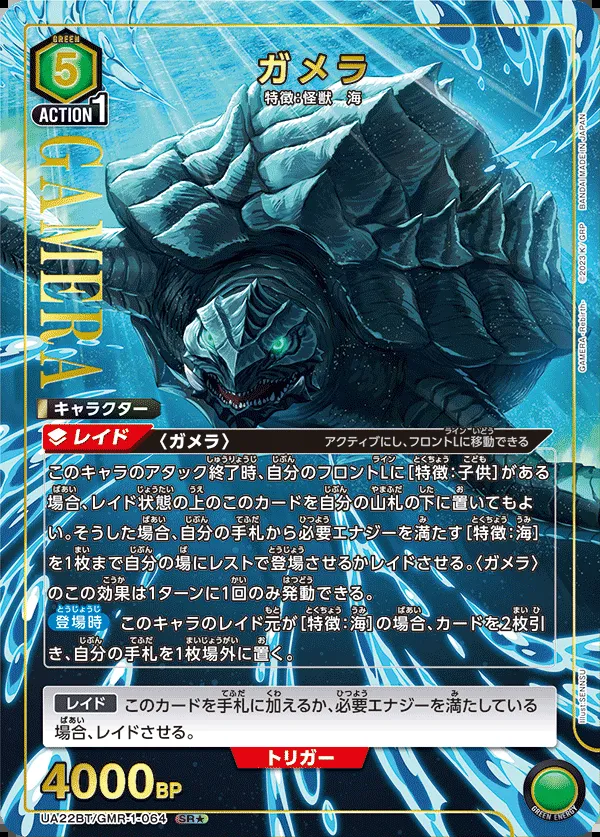 GREEN
5
ACTION1
ガメラ
特徴:怪獣 海
GAMERA
キャラクター
レイド 〈ガメラ〉 アクティブにし、フロントLに移動できる
このキャラのアタック終了時、自分のフロントLに[特徴:子供]がある
場合、レイド状態の上のこのカードを自分の山札の下に置いてもよ
い。そうした場合、自分の手札から必要エナジーを満たす[特徴:海]
を1枚まで自分の場にレストで登場させるかレイドさせる。〈ガメラ〉
のこの効果は1ターンに1回のみ発動できる。
登場時 このキャラのレイド元が[特徴:海]の場合、カードを2枚引
き、自分の手札を1枚場外に置く。
レイド このカードを手札に加えるか、必要エナジーを満たしている
場合、レイドさせる。
トリガー
4000BP
UA22BT/GMR-1-064 SR★
GREEN ENERGY
Illust:SENNSU
GAMERA -Rebirth- ©2023 K/GRP BANDAI MADE IN JAPAN